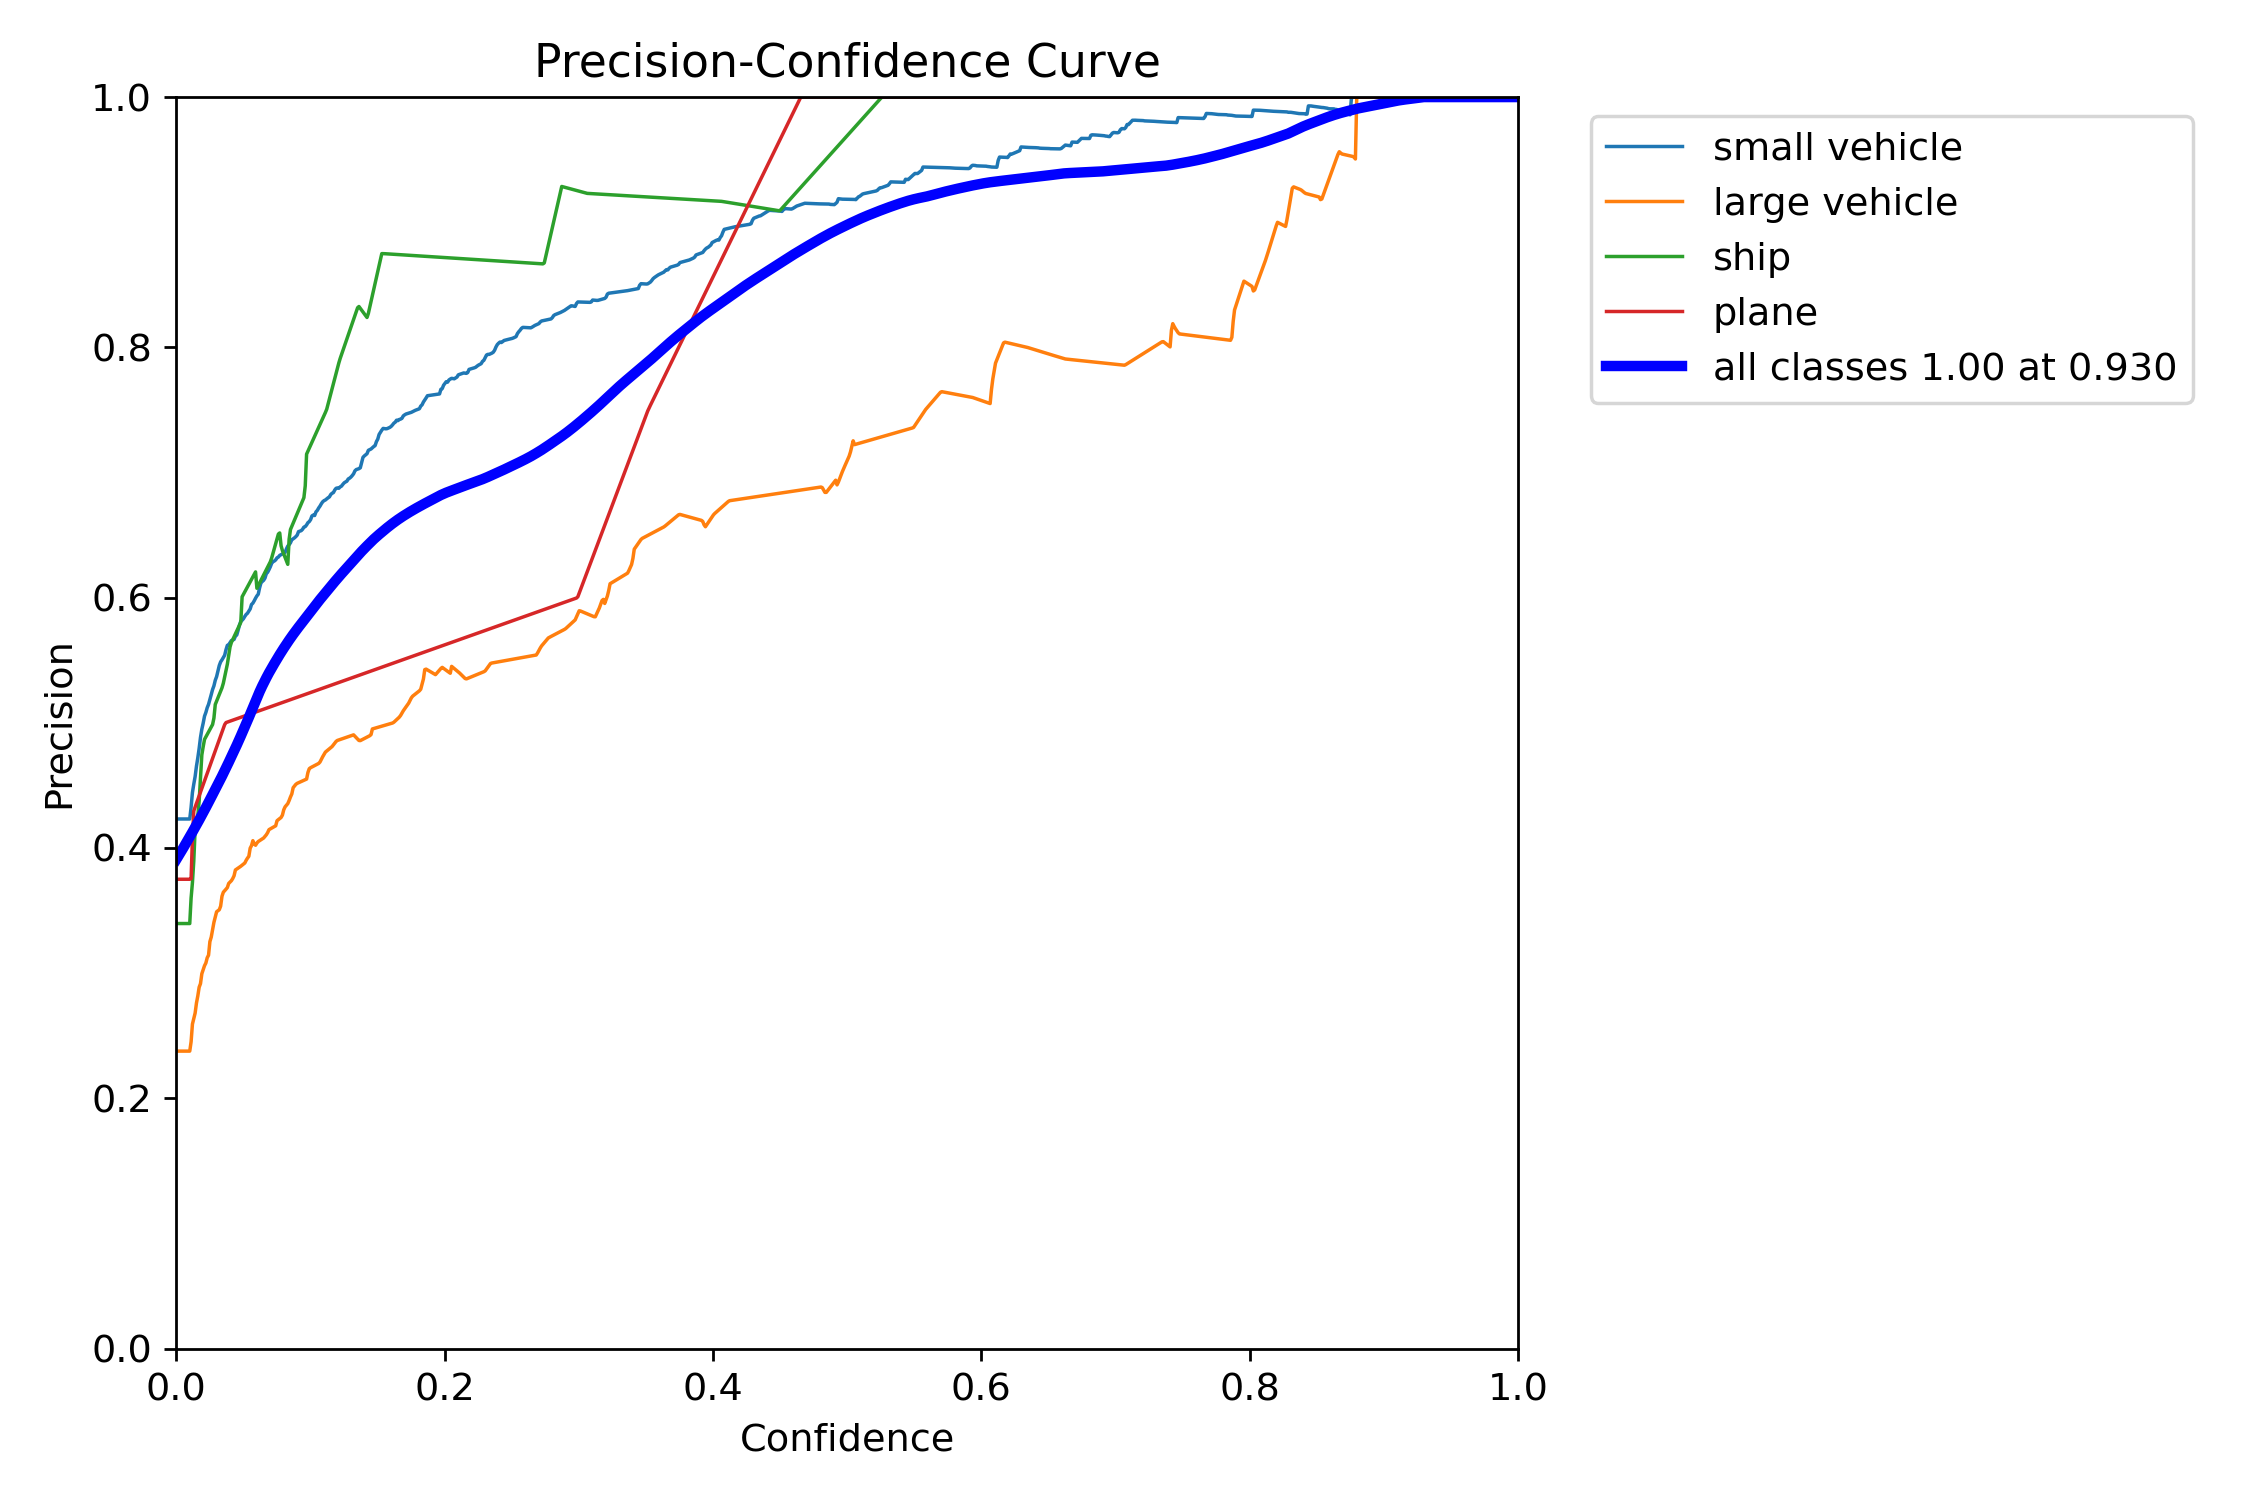 Precision-Confidence Curve
1.0
0.8
0.6
0.4
0.2
0.0
Precision
0.0 0.2 0.4 0.6 0.8 1.0
Confidence
small vehicle
large vehicle
ship
plane
all classes 1.00 at 0.930